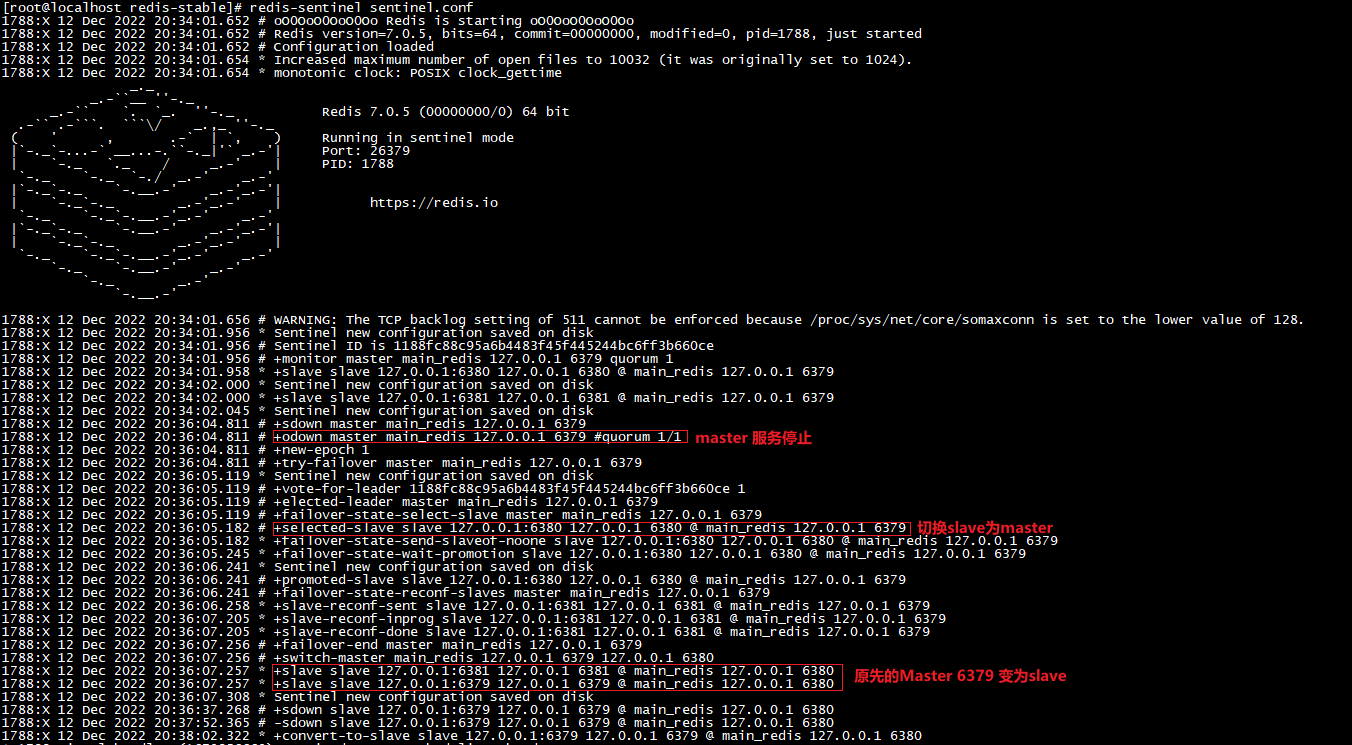 [root@localhost redis-stable]# redis-sentinel sentinel.conf
1788:X 12 Dec 2022 20:34:01.652 # oO0OoO0OoO0Oo Redis is starting oO0OoO0OoO0Oo
1788:X 12 Dec 2022 20:34:01.652 # Redis version=7.0.5, bits=64, commit=00000000, modified=0, pid=1788, just started
1788:X 12 Dec 2022 20:34:01.652 # Configuration loaded
1788:X 12 Dec 2022 20:34:01.654 * Increased maximum number of open files to 10032 (it was originally set to 1024).
1788:X 12 Dec 2022 20:34:01.654 * monotonic clock: POSIX clock_gettime
Redis 7.0.5 (00000000/0) 64 bit
Running in sentinel mode
Port: 26379
PID: 1788
https://redis.io
1788:X 12 Dec 2022 20:34:01.656 # WARNING: The TCP backlog setting of 511 cannot be enforced because /proc/sys/net/core/somaxconn is set to the lower value of 128.
1788:X 12 Dec 2022 20:34:01.956 * Sentinel new configuration saved on disk
1788:X 12 Dec 2022 20:34:01.956 # Sentinel ID is 1188fc88c95a6b4483f45f445244bc6ff3b660ce
1788:X 12 Dec 2022 20:34:01.956 # +monitor master main_redis 127.0.0.1 6379 quorum 1
1788:X 12 Dec 2022 20:34:01.958 * +slave slave 127.0.0.1:6380 127.0.0.1 6380 @ main_redis 127.0.0.1 6379
1788:X 12 Dec 2022 20:34:02.000 * Sentinel new configuration saved on disk
1788:X 12 Dec 2022 20:34:02.000 * +slave slave 127.0.0.1:6381 127.0.0.1 6381 @ main_redis 127.0.0.1 6379
1788:X 12 Dec 2022 20:34:02.045 * Sentinel new configuration saved on disk
1788:X 12 Dec 2022 20:36:04.811 # +sdown master main_redis 127.0.0.1 6379
1788:X 12 Dec 2022 20:36:04.811 # +odown master main_redis 127.0.0.1 6379 #quorum 1/1 master 服务停止
1788:X 12 Dec 2022 20:36:04.811 # +new-epoch 1
1788:X 12 Dec 2022 20:36:04.811 # +try-failover master main_redis 127.0.0.1 6379
1788:X 12 Dec 2022 20:36:05.119 * Sentinel new configuration saved on disk
1788:X 12 Dec 2022 20:36:05.119 # +vote-for-leader 1188fc88c95a6b4483f45f445244bc6ff3b660ce 1
1788:X 12 Dec 2022 20:36:05.119 # +elected-leader master main_redis 127.0.0.1 6379
1788:X 12 Dec 2022 20:36:05.119 # +failover-state-select-slave master main_redis 127.0.0.1 6379
1788:X 12 Dec 2022 20:36:05.182 # +selected-slave slave 127.0.0.1:6380 127.0.0.1 6380 @ main_redis 127.0.0.1 6379 切换slave为master
1788:X 12 Dec 2022 20:36:05.182 * +failover-state-send-slaveof-noone slave 127.0.0.1:6380 127.0.0.1 6380 @ main_redis 127.0.0.1 6379
1788:X 12 Dec 2022 20:36:05.245 * +failover-state-wait-promotion slave 127.0.0.1:6380 127.0.0.1 6380 @ main_redis 127.0.0.1 6379
1788:X 12 Dec 2022 20:36:06.241 * Sentinel new configuration saved on disk
1788:X 12 Dec 2022 20:36:06.241 # +promoted-slave slave 127.0.0.1:6380 127.0.0.1 6380 @ main_redis 127.0.0.1 6379
1788:X 12 Dec 2022 20:36:06.241 # +failover-state-reconf-slaves master main_redis 127.0.0.1 6379
1788:X 12 Dec 2022 20:36:06.258 * +slave-reconf-sent slave 127.0.0.1:6381 127.0.0.1 6381 @ main_redis 127.0.0.1 6379
1788:X 12 Dec 2022 20:36:07.205 * +slave-reconf-inprog slave 127.0.0.1:6381 127.0.0.1 6381 @ main_redis 127.0.0.1 6379
1788:X 12 Dec 2022 20:36:07.205 * +slave-reconf-done slave 127.0.0.1:6381 127.0.0.1 6381 @ main_redis 127.0.0.1 6379
1788:X 12 Dec 2022 20:36:07.256 # +failover-end master main_redis 127.0.0.1 6379
1788:X 12 Dec 2022 20:36:07.256 # +switch-master main_redis 127.0.0.1 6379 127.0.0.1 6380
1788:X 12 Dec 2022 20:36:07.257 * +slave slave 127.0.0.1:6381 127.0.0.1 6381 @ main_redis 127.0.0.1 6380
1788:X 12 Dec 2022 20:36:07.257 * +slave slave 127.0.0.1:6379 127.0.0.1 6379 @ main_redis 127.0.0.1 6380
原先的Master 6379 变为slave
1788:X 12 Dec 2022 20:36:07.308 * Sentinel new configuration saved on disk
1788:X 12 Dec 2022 20:36:37.268 # +sdown slave 127.0.0.1:6379 127.0.0.1 6379 @ main_redis 127.0.0.1 6380
1788:X 12 Dec 2022 20:37:52.365 # -sdown slave 127.0.0.1:6379 127.0.0.1 6379 @ main_redis 127.0.0.1 6380
1788:X 12 Dec 2022 20:38:02.322 * +convert-to-slave slave 127.0.0.1:6379 127.0.0.1 6379 @ main_redis 127.0.0.1 6380